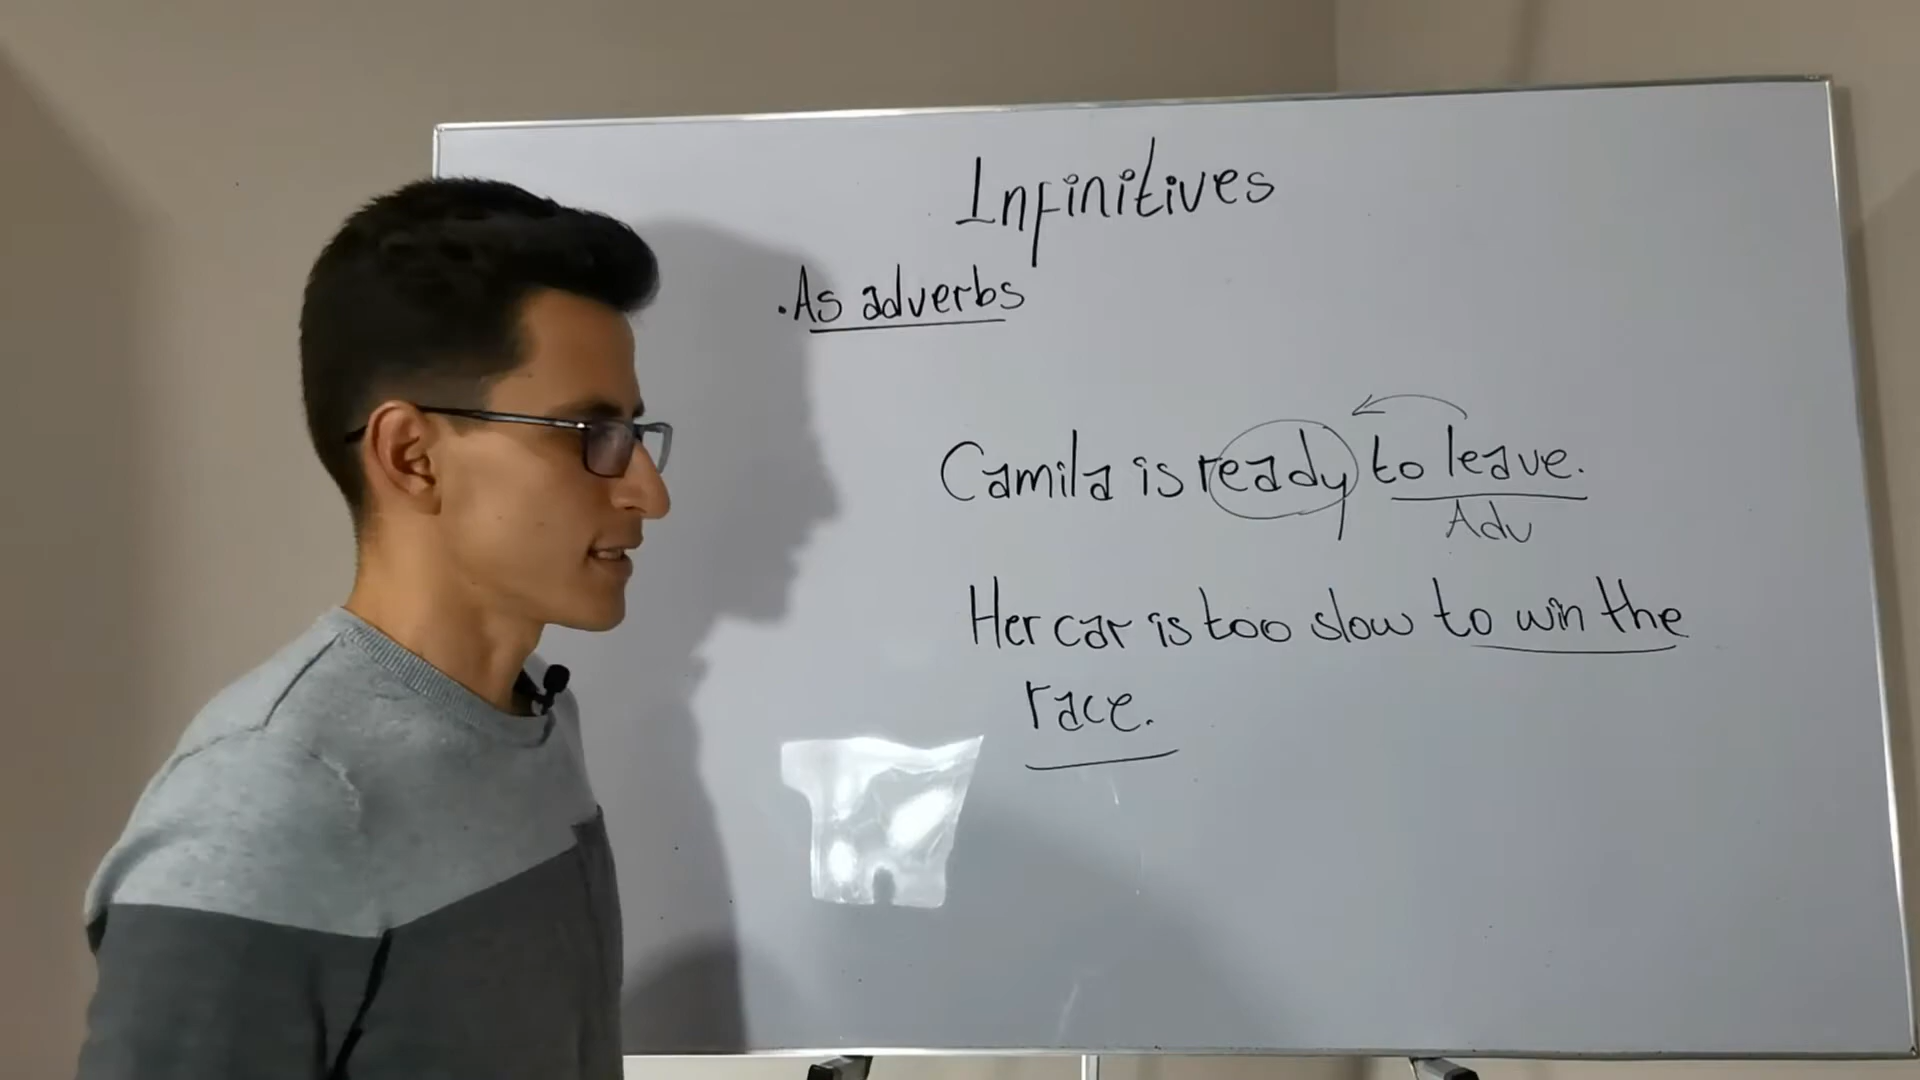 Infinitives
.As adverbs
Camila is ready to leave.
Adv
Her car is too slow to win the
race.